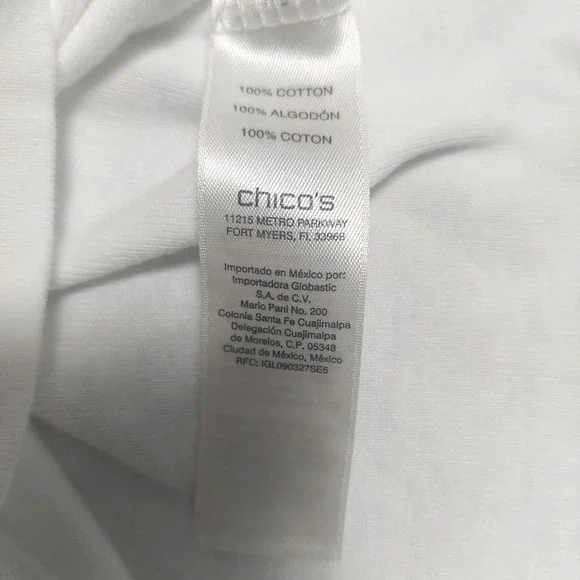 100% COTTON
100% ALGODÓN
100% COTON
chico's
11215 METRO PARKWAY
FORT MYERS, FL 33966
Importado en México por:
Importadora Globastic
S.A. de C.V.
Mario Pani No. 200
Colonia Santa Fe Cuajimalpa
Delegación Cuajimalpa
de Morelos, C.P. 05348
Ciudad de México, México
RFC: IGL090327SE5